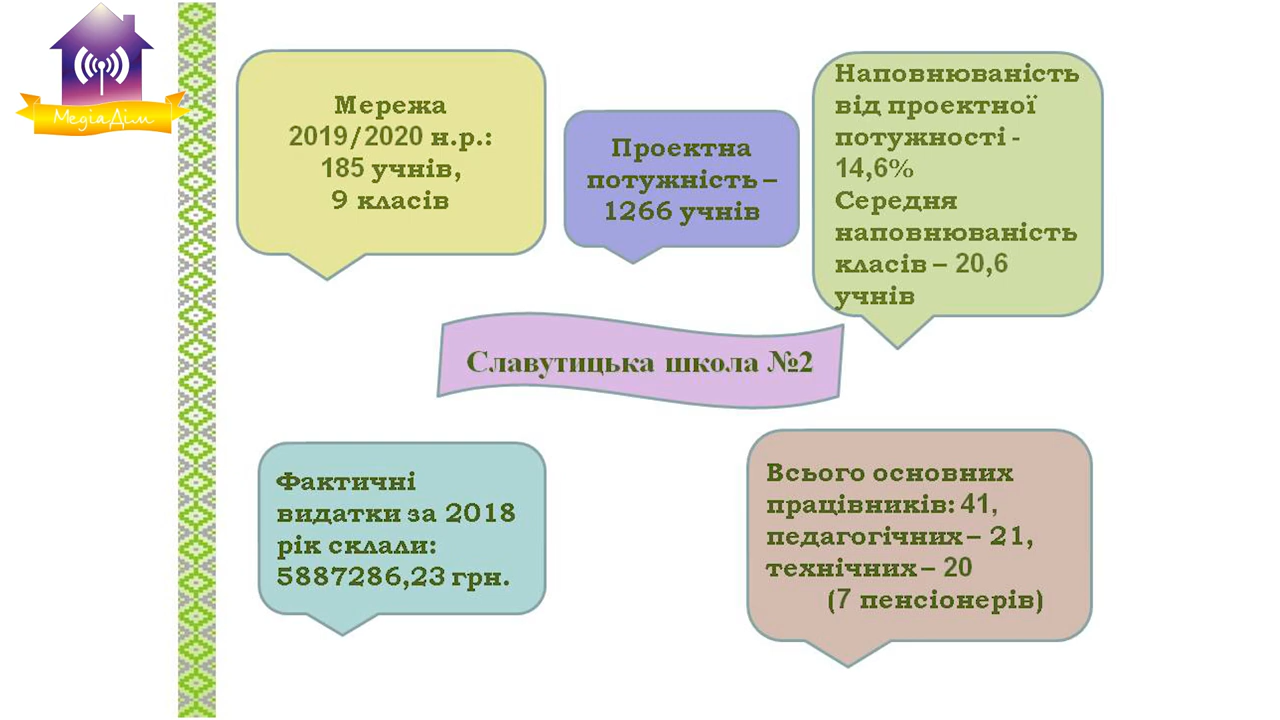 МедіаДім
Мережа
2019/2020 н.р.:
185 учнів,
9 класів
Проектна
потужність –
1266 учнів
Наповнюваність
від проектної
потужності -
14,6%
Середня
наповнюваність
класів – 20,6
учнів
Славутицька школа №2
Фактичні
видатки за 2018
рік склали:
5887286,23 грн.
Всього основних
працівників: 41,
педагогічних – 21,
технічних – 20
(7 пенсіонерів)